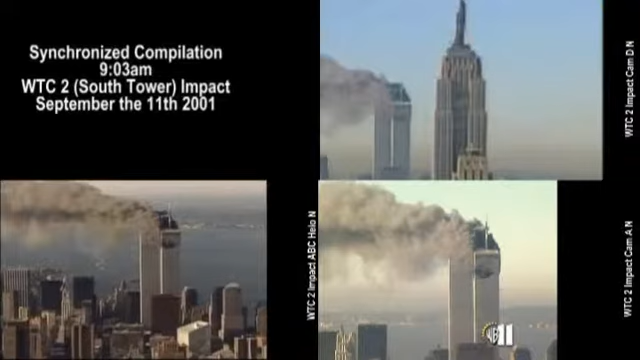 Synchronized Compilation
9:03am
WTC 2 (South Tower) Impact
September the 11th 2001
WTC 2 Impact Cam D N
WTC 2 Impact ABC Helo N
11
WTC 2 Impact Cam A N